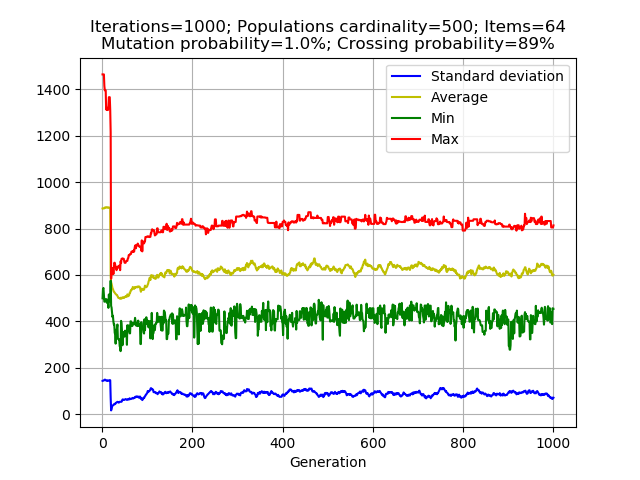 Iterations=1000; Populations cardinality=500; Items=64
Mutation probability=1.0%; Crossing probability=89%
Standard deviation
Average
Min
Max
1400
1200
1000
800
600
400
200
0
0 200 400 600 800 1000
Generation